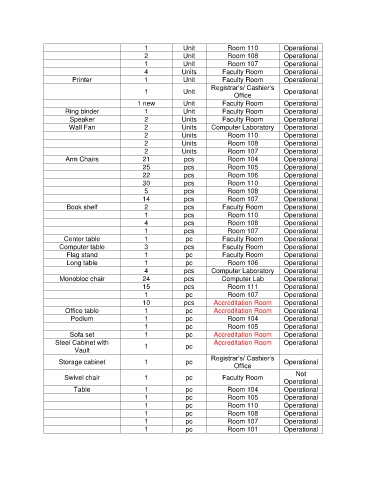 1 Unit Room 110 Operational
2 Unit Room 108 Operational
1 Unit Room 107 Operational
4 Units Faculty Room Operational
Printer 1 Unit Faculty Room Operational
1 Unit Registrar's/ Cashier's Office Operational
1 new Unit Faculty Room Operational
Ring binder 1 Unit Faculty Room Operational
Speaker 2 Units Faculty Room Operational
Wall Fan 2 Units Computer Laboratory Operational
2 Units Room 110 Operational
2 Units Room 108 Operational
2 Units Room 107 Operational
Arm Chairs 21 pcs Room 104 Operational
25 pcs Room 105 Operational
22 pcs Room 106 Operational
30 pcs Room 110 Operational
5 pcs Room 108 Operational
14 pcs Room 107 Operational
Book shelf 2 pcs Faculty Room Operational
1 pcs Room 110 Operational
4 pcs Room 108 Operational
1 pcs Room 107 Operational
Center table 1 pc Faculty Room Operational
Computer table 3 pcs Faculty Room Operational
Flag stand 1 pc Faculty Room Operational
Long table 1 pc Room 106 Operational
4 pcs Computer Laboratory Operational
Monobloc chair 24 pcs Computer Lab Operational
15 pcs Room 111 Operational
1 pc Room 107 Operational
10 pcs Accreditation Room Operational
Office table 1 pc Accreditation Room Operational
Podium 1 pc Room 104 Operational
1 pc Room 105 Operational
Sofa set 1 pc Accreditation Room Operational
Steel Cabinet with Vault 1 pc Accreditation Room Operational
Storage cabinet 1 pc Registrar's/ Cashier's Office Operational
Swivel chair 1 pc Faculty Room Not Operational
Table 1 pc Room 104 Operational
1 pc Room 105 Operational
1 pc Room 110 Operational
1 pc Room 108 Operational
1 pc Room 107 Operational
1 pc Room 101 Operational